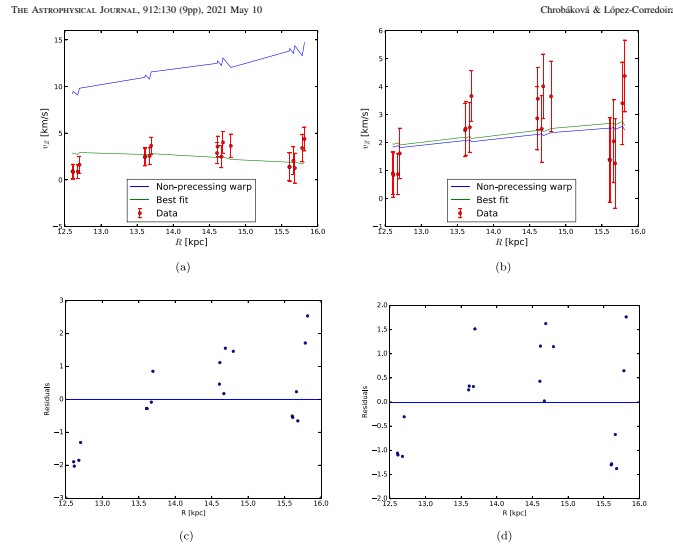 THE ASTROPHYSICAL JOURNAL, 912:130 (9pp), 2021 May 10
Chrobáková & López-Corredoira
15
10
5
0
−5
12.5 13.0 13.5 14.0 14.5 15.0 15.5 16.0
v_Z [km/s]
R [kpc]
Non-precessing warp
Best fit
Data
(a)
6
5
4
3
2
1
0
−1
12.5 13.0 13.5 14.0 14.5 15.0 15.5 16.0
v_Z [km/s]
R [kpc]
Non-precessing warp
Best fit
Data
(b)
3
2
1
0
−1
−2
−3
12.5 13.0 13.5 14.0 14.5 15.0 15.5 16.0
Residuals
R [kpc]
(c)
2.0
1.5
1.0
0.5
0.0
−0.5
−1.0
−1.5
−2.0
12.5 13.0 13.5 14.0 14.5 15.0 15.5 16.0
Residuals
R [kpc]
(d)